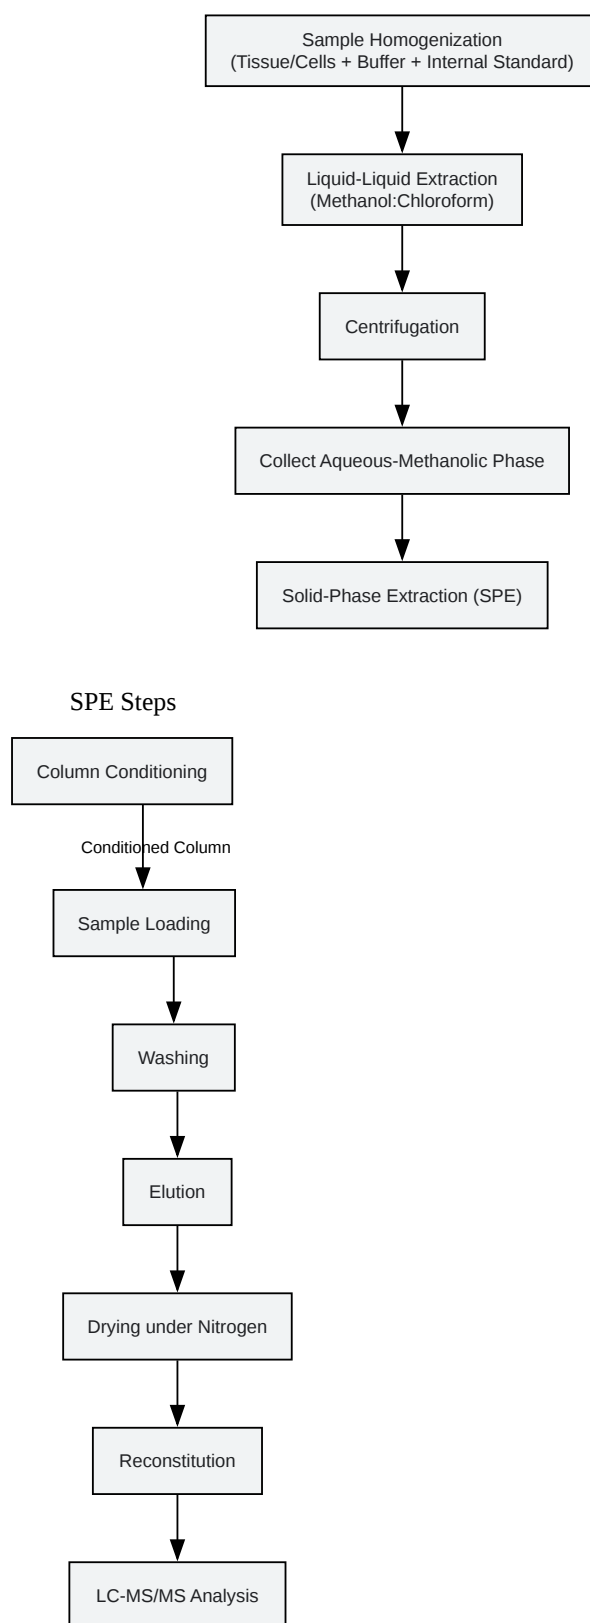 Sample Homogenization
(Tissue/Cells + Buffer + Internal Standard)
Liquid-Liquid Extraction
(Methanol:Chloroform)
Centrifugation
Collect Aqueous-Methanolic Phase
Solid-Phase Extraction (SPE)
SPE Steps
Column Conditioning
Conditioned Column
Sample Loading
Washing
Elution
Drying under Nitrogen
Reconstitution
LC-MS/MS Analysis